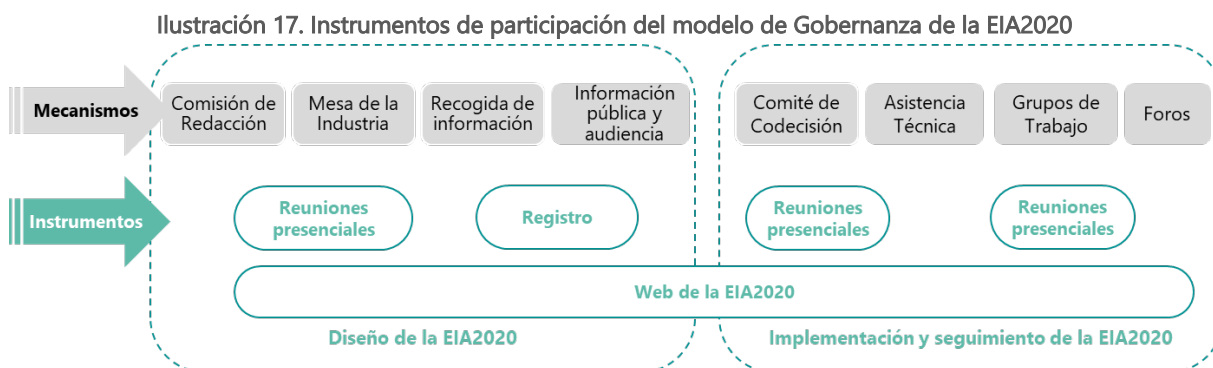 Ilustración 17. Instrumentos de participación del modelo de Gobernanza de la EIA2020
Mecanismos
Comisión de
Redacción
Mesa de la
Industria
Recogida de
información
Información
pública y
audiencia
Comité de
Codecisión
Asistencia
Técnica
Grupos de
Trabajo
Foros
Instrumentos
Reuniones
presenciales
Registro
Reuniones
presenciales
Reuniones
presenciales
Web de la EIA2020
Diseño de la EIA2020
Implementación y seguimiento de la EIA2020